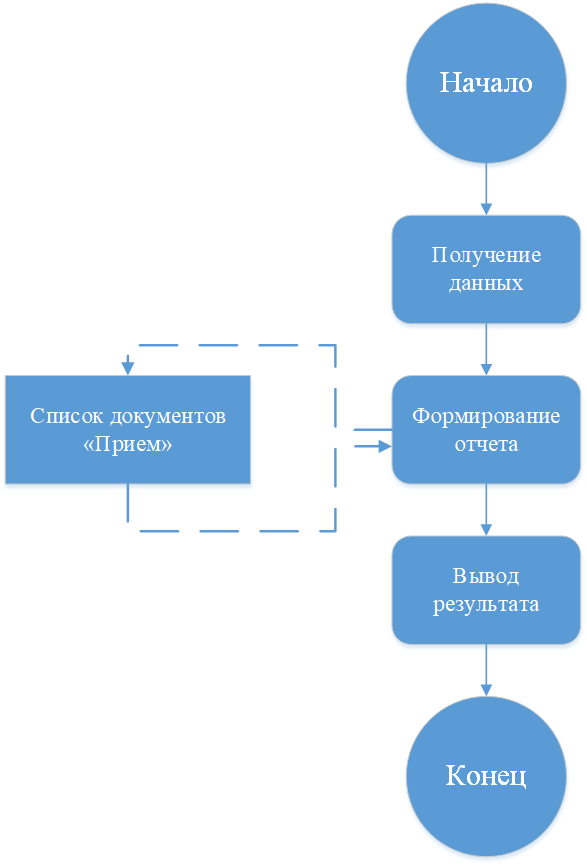 Начало
Получение
данных
Список документов
«Прием»
Формирование
отчета
Вывод
результата
Конец